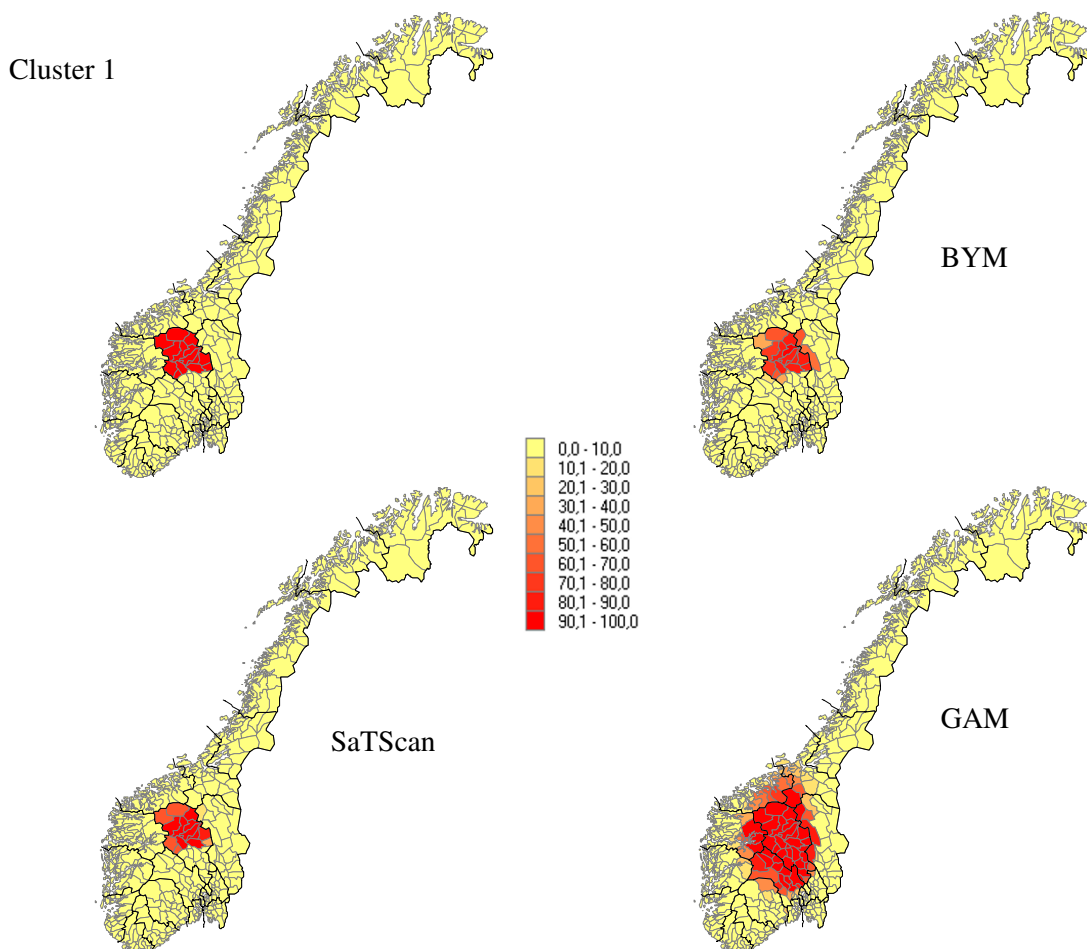 Cluster 1
BYM
0,0 - 10,0
10,1 - 20,0
20,1 - 30,0
30,1 - 40,0
40,1 - 50,0
50,1 - 60,0
60,1 - 70,0
70,1 - 80,0
80,1 - 90,0
90,1 - 100,0
SaTScan
GAM